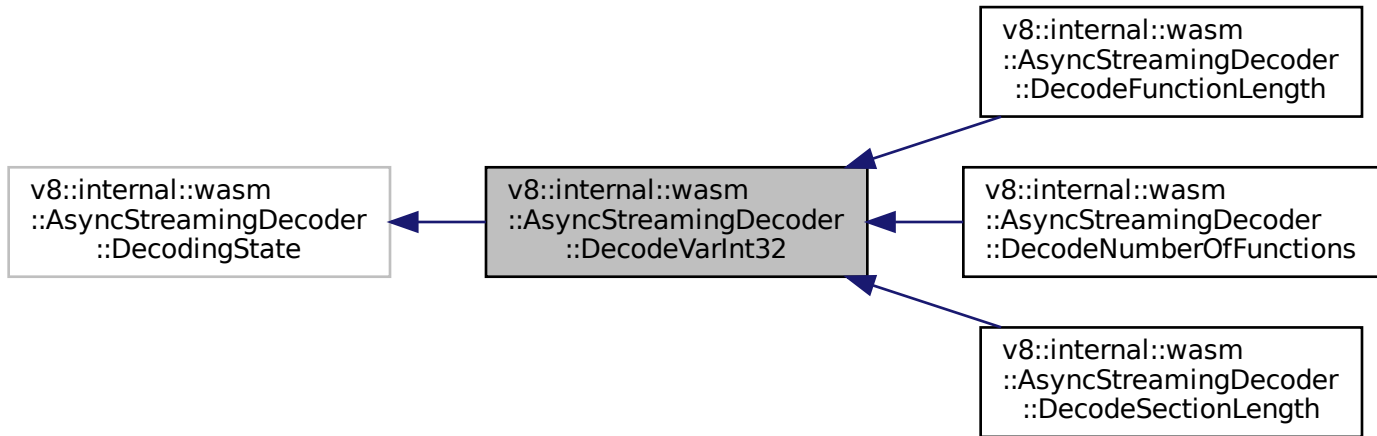 v8::internal::wasm
::AsyncStreamingDecoder
::DecodingState
v8::internal::wasm
::AsyncStreamingDecoder
::DecodeVarInt32
v8::internal::wasm
::AsyncStreamingDecoder
::DecodeFunctionLength
v8::internal::wasm
::AsyncStreamingDecoder
::DecodeNumberOfFunctions
v8::internal::wasm
::AsyncStreamingDecoder
::DecodeSectionLength